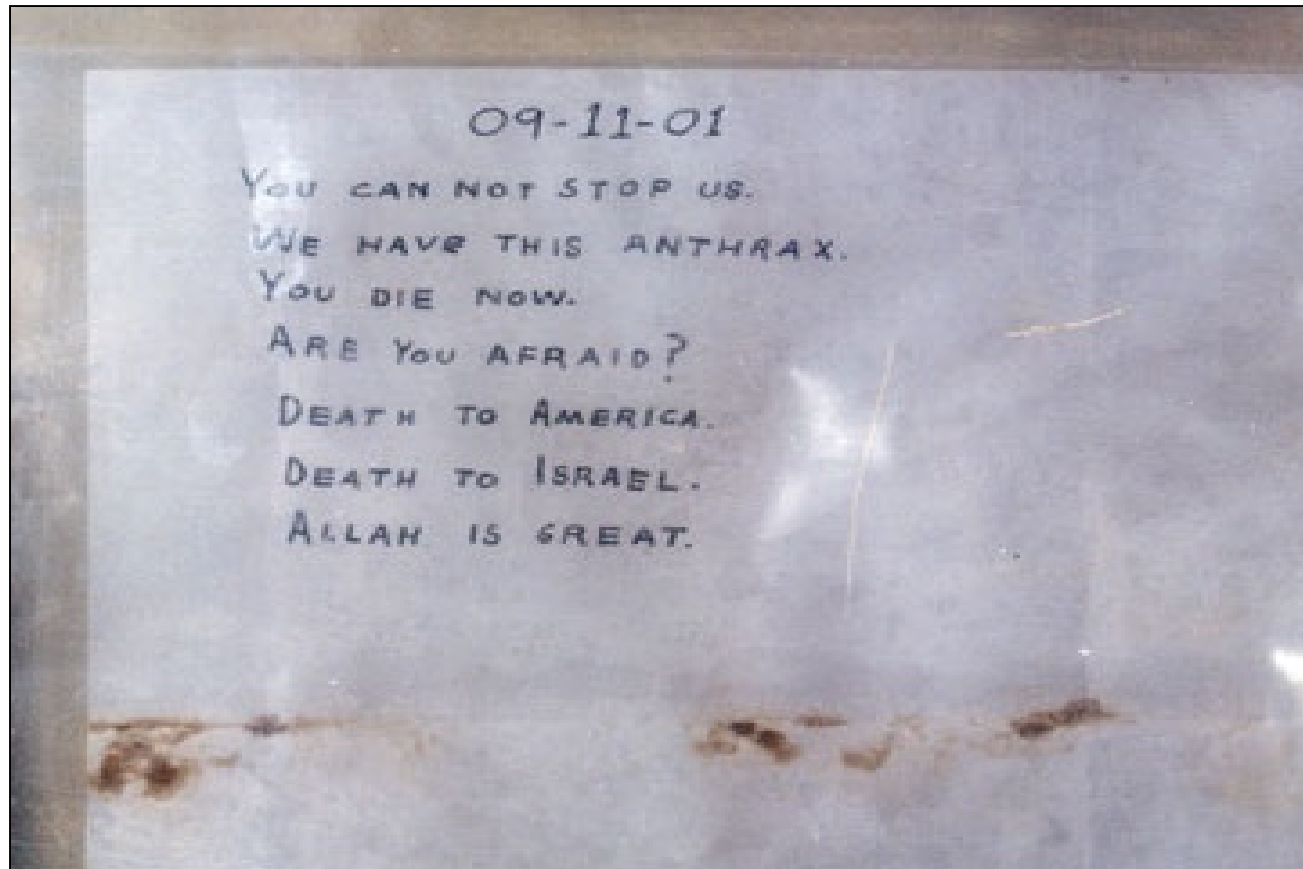 09-11-01
YOU CAN NOT STOP US.
WE HAVE THIS ANTHRAX.
YOU DIE NOW.
ARE YOU AFRAID?
DEATH TO AMERICA.
DEATH TO ISRAEL.
ALLAH IS GREAT.